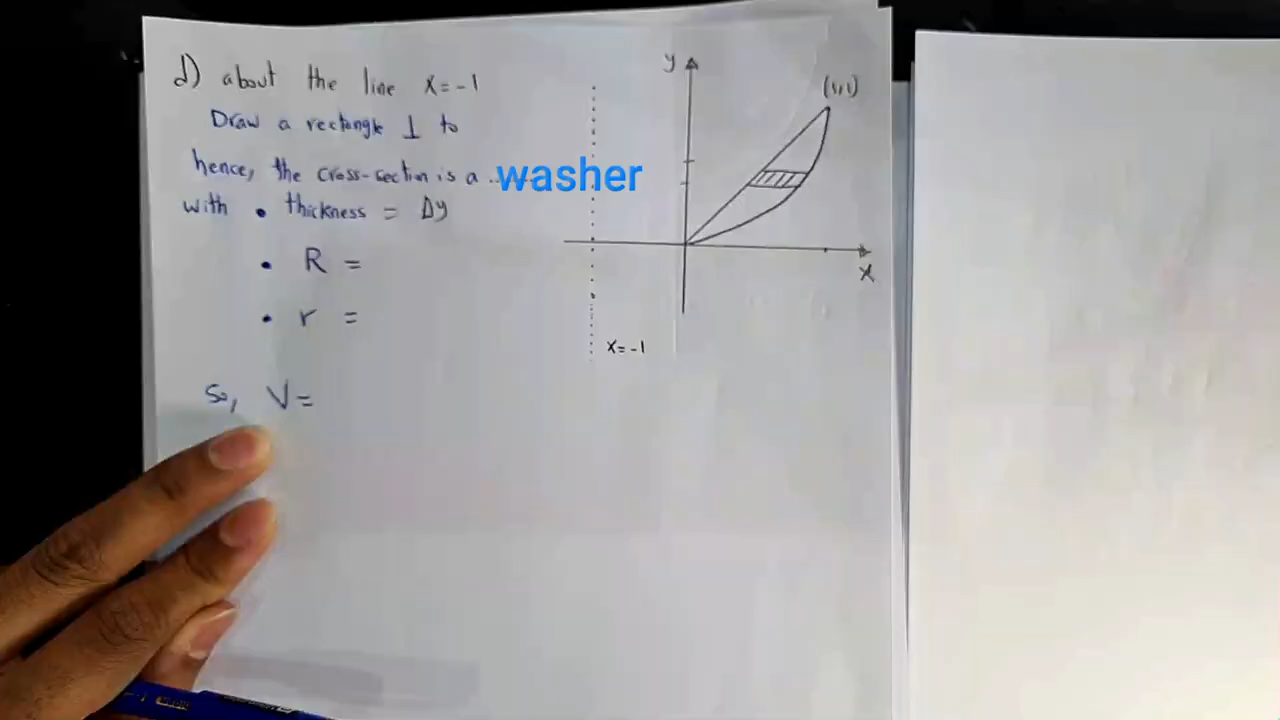 d) about the line x = -1
Draw a rectangle ⊥ to
hence, the cross-section is a .. washer
with • thickness = Δy
• R =
• r =
So, V =
y
(1,1)
x
x = -1